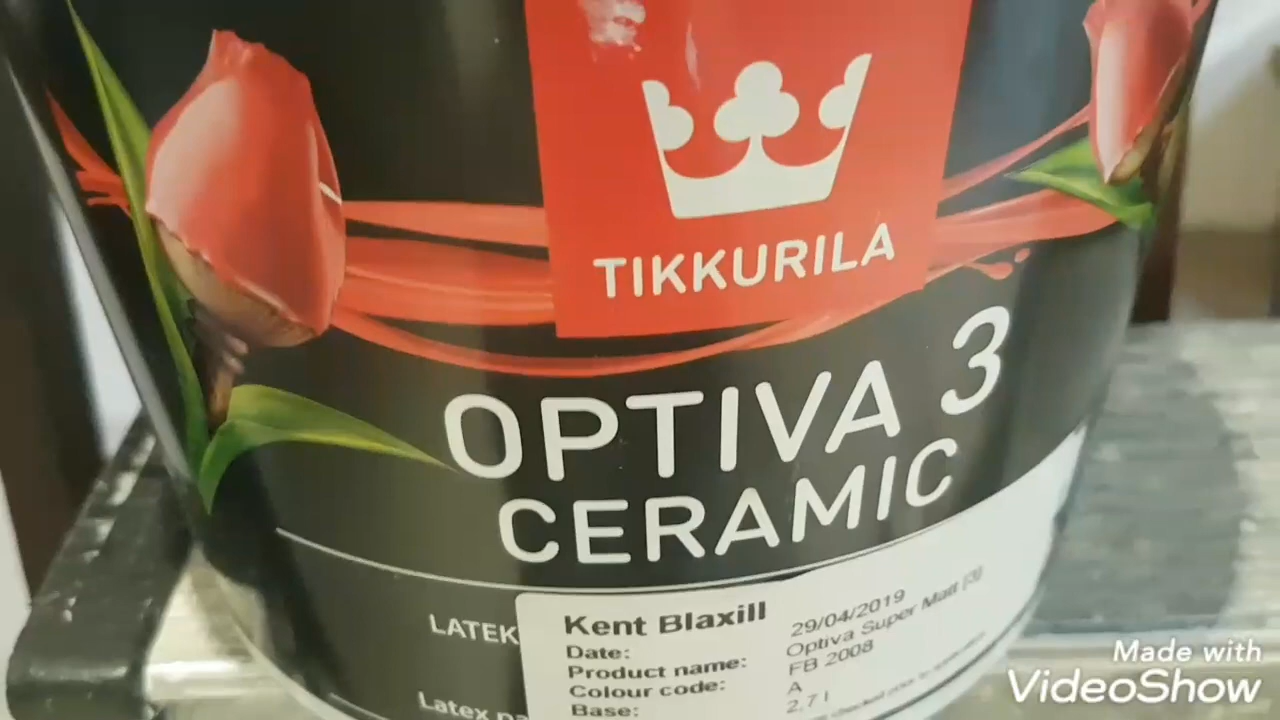 TIKKURILA
OPTIVA 3
CERAMIC
LATEK
Kent Blaxill
Date: 29/04/2019
Product name: Optiva Super Matt (3)
Colour code: FB 2008
Base: A
2.7 l
Latex pa
Made with
VideoShow